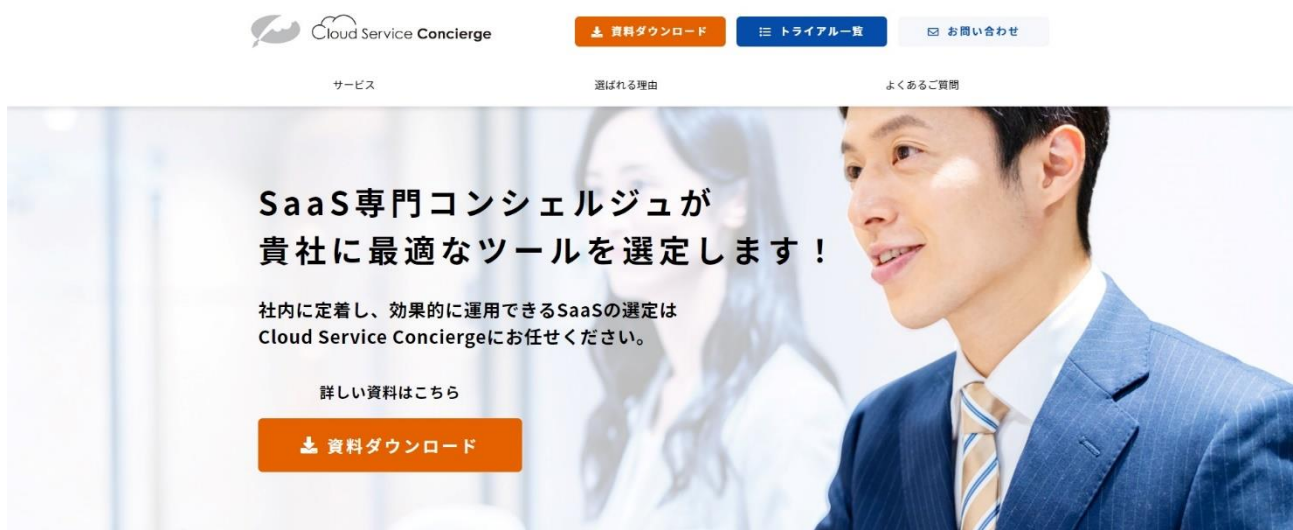 Cloud Service Concierge
資料ダウンロード
トライアル一覧
お問い合わせ
サービス
選ばれる理由
よくあるご質問
SaaS専門コンシェルジュが
貴社に最適なツールを選定します！
社内に定着し、効果的に運用できるSaaSの選定は
Cloud Service Conciergeにお任せください。
詳しい資料はこちら
資料ダウンロード